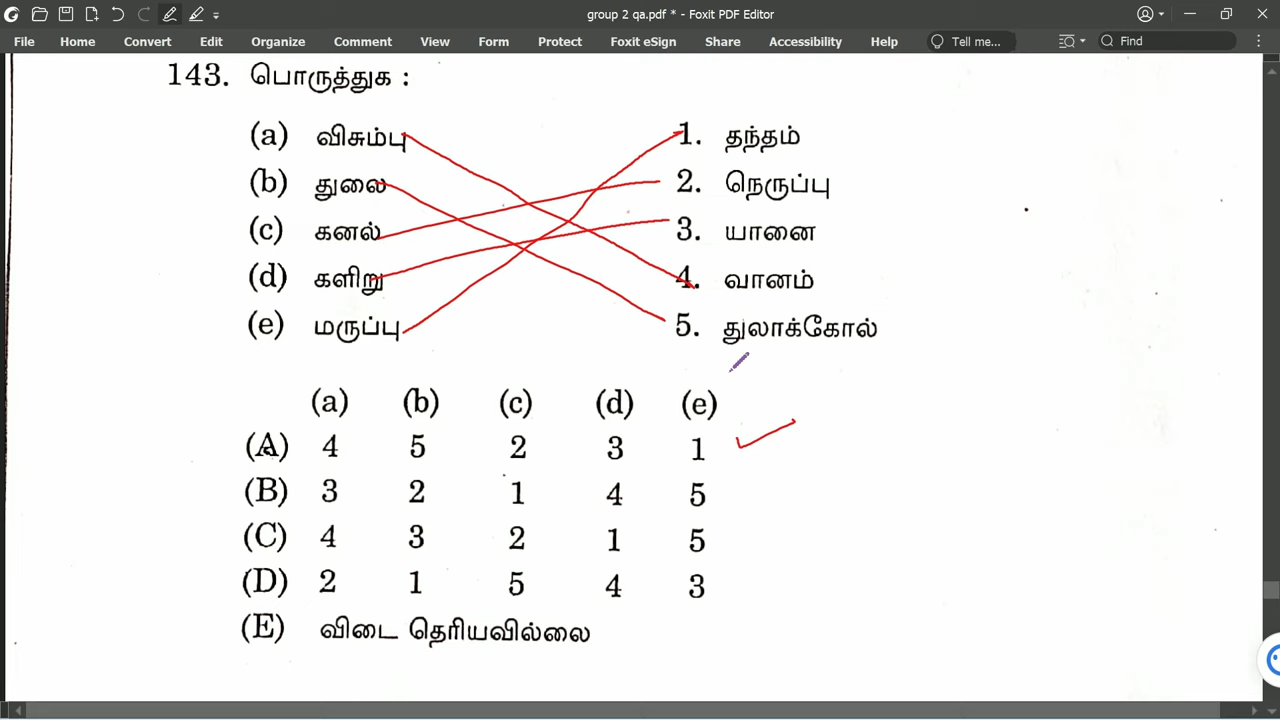 group 2 qa.pdf * - Foxit PDF Editor
File Home Convert Edit Organize Comment View Form Protect Foxit eSign Share Accessibility Help Tell me... Find
143. பொருத்துக :
(a) விசும்பு 1. தந்தம்
(b) துலை 2. நெருப்பு
(c) கனல் 3. யானை
(d) களிறு 4. வானம்
(e) மருப்பு 5. துலாக்கோல்
(a) (b) (c) (d) (e)
(A) 4 5 2 3 1
(B) 3 2 1 4 5
(C) 4 3 2 1 5
(D) 2 1 5 4 3
(E) விடை தெரியவில்லை